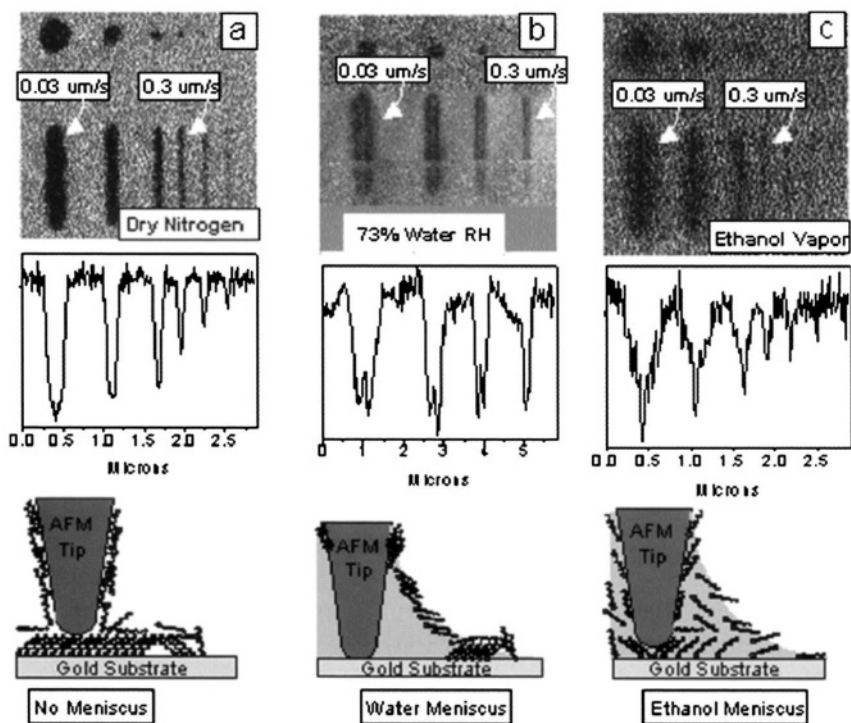 a
0.03 um/s 0.3 um/s
Dry Nitrogen
0.0 0.5 1.0 1.5 2.0 2.5
Microns
AFM
Tip
Gold Substrate
No Meniscus
b
0.03 um/s 0.3 um/s
73% Water RH
0 1 2 3 4 5
Microns
AFM
Tip
Gold Substrate
Water Meniscus
c
0.03 um/s 0.3 um/s
Ethanol Vapor
0.0 0.5 1.0 1.5 2.0 2.5
Microns
AFM
Tip
Gold Substrate
Ethanol Meniscus